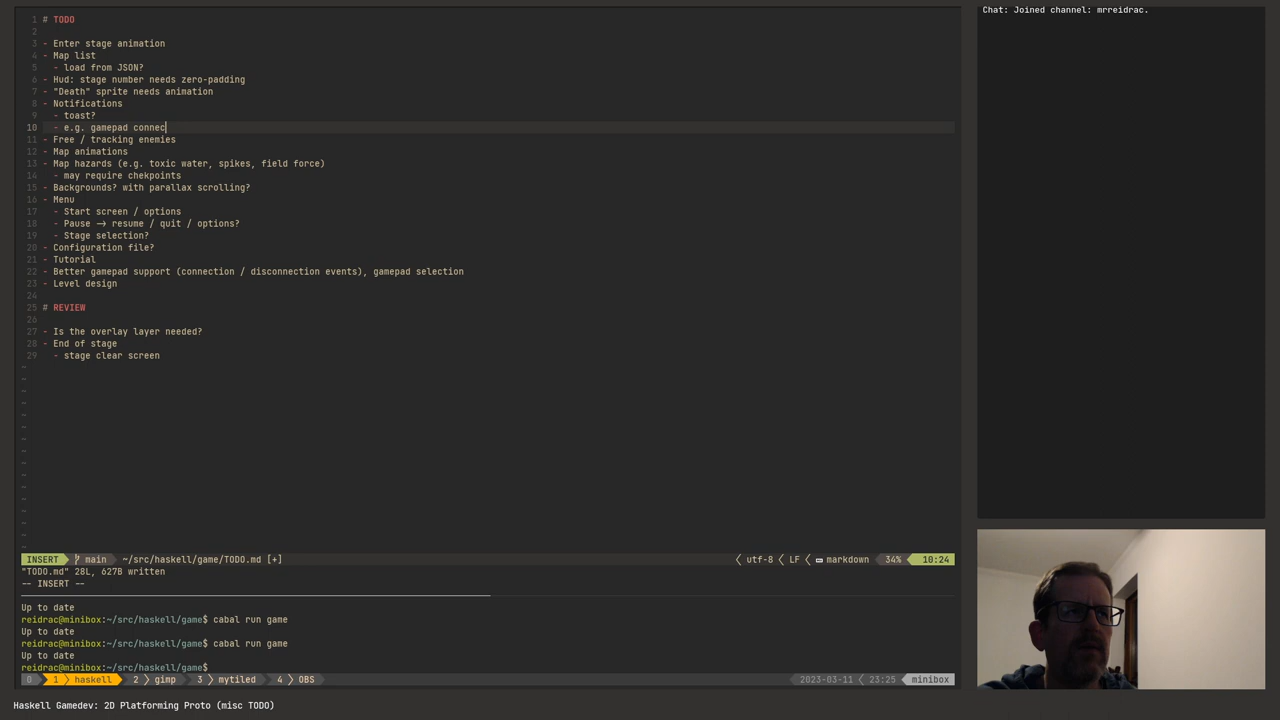 Chat: Joined channel: mrreidrac.
1 # TODO
2
3 - Enter stage animation
4 - Map list
5 - load from JSON?
6 - Hud: stage number needs zero-padding
7 - "Death" sprite needs animation
8 - Notifications
9 - toast?
10 - e.g. gamepad connec
11 - Free / tracking enemies
12 - Map animations
13 - Map hazards (e.g. toxic water, spikes, field force)
14 - may require chekpoints
15 - Backgrounds? with parallax scrolling?
16 - Menu
17 - Start screen / options
18 - Pause → resume / quit / options?
19 - Stage selection?
20 - Configuration file?
21 - Tutorial
22 - Better gamepad support (connection / disconnection events), gamepad selection
23 - Level design
24
25 # REVIEW
26
27 - Is the overlay layer needed?
28 - End of stage
29 - stage clear screen
INSERT main ~/src/haskell/game/TODO.md [+] utf-8 LF markdown 34% 10:24
"TODO.md" 28L, 627B written
-- INSERT --
Up to date
reidrac@minibox:~/src/haskell/game$ cabal run game
Up to date
reidrac@minibox:~/src/haskell/game$ cabal run game
Up to date
reidrac@minibox:~/src/haskell/game$
0 1 haskell 2 gimp 3 mytiled 4 OBS 2023-03-11 23:25 minibox
Haskell Gamedev: 2D Platforming Proto (misc TODO)